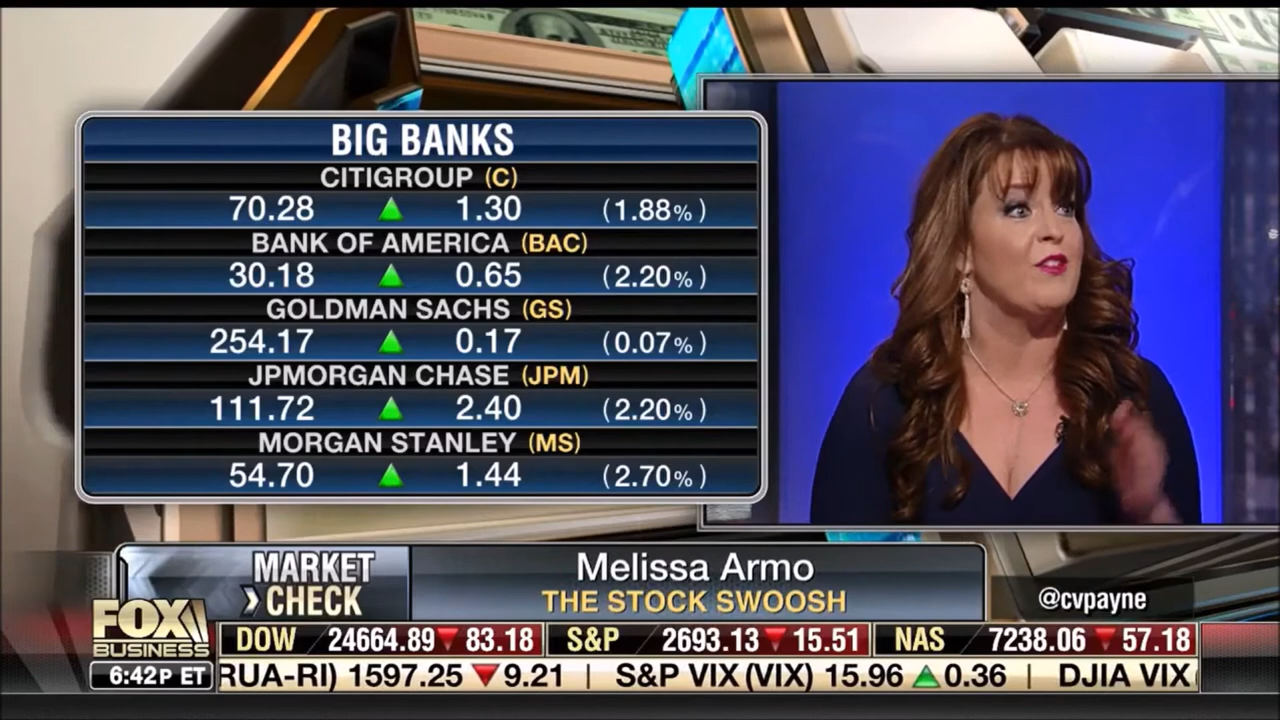 BIG BANKS
CITIGROUP (C)
70.28 ▲ 1.30 (1.88%)
BANK OF AMERICA (BAC)
30.18 ▲ 0.65 (2.20%)
GOLDMAN SACHS (GS)
254.17 ▲ 0.17 (0.07%)
JPMORGAN CHASE (JPM)
111.72 ▲ 2.40 (2.20%)
MORGAN STANLEY (MS)
54.70 ▲ 1.44 (2.70%)
MARKET
CHECK
Melissa Armo
THE STOCK SWOOSH
@cvpayne
FOX
BUSINESS
DOW 24664.89 ▼ 83.18 S&P 2693.13 ▼ 15.51 NAS 7238.06 ▼ 57.18
6:42P ET
RUA-RI) 1597.25 ▼ 9.21 | S&P VIX (VIX) 15.96 ▲ 0.36 | DJIA VIX